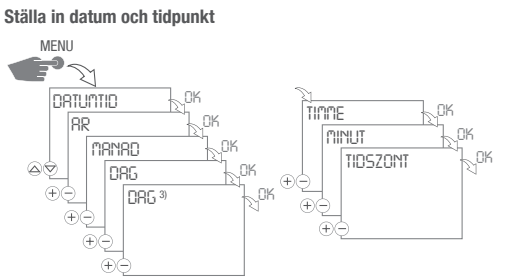 Ställa in datum och tidpunkt
MENU
DATUMTID
OK
AR
OK
MANAD
OK
DAG
OK
DAG 3)
OK
TIMME
OK
MINUT
OK
TIDSZONT
OK